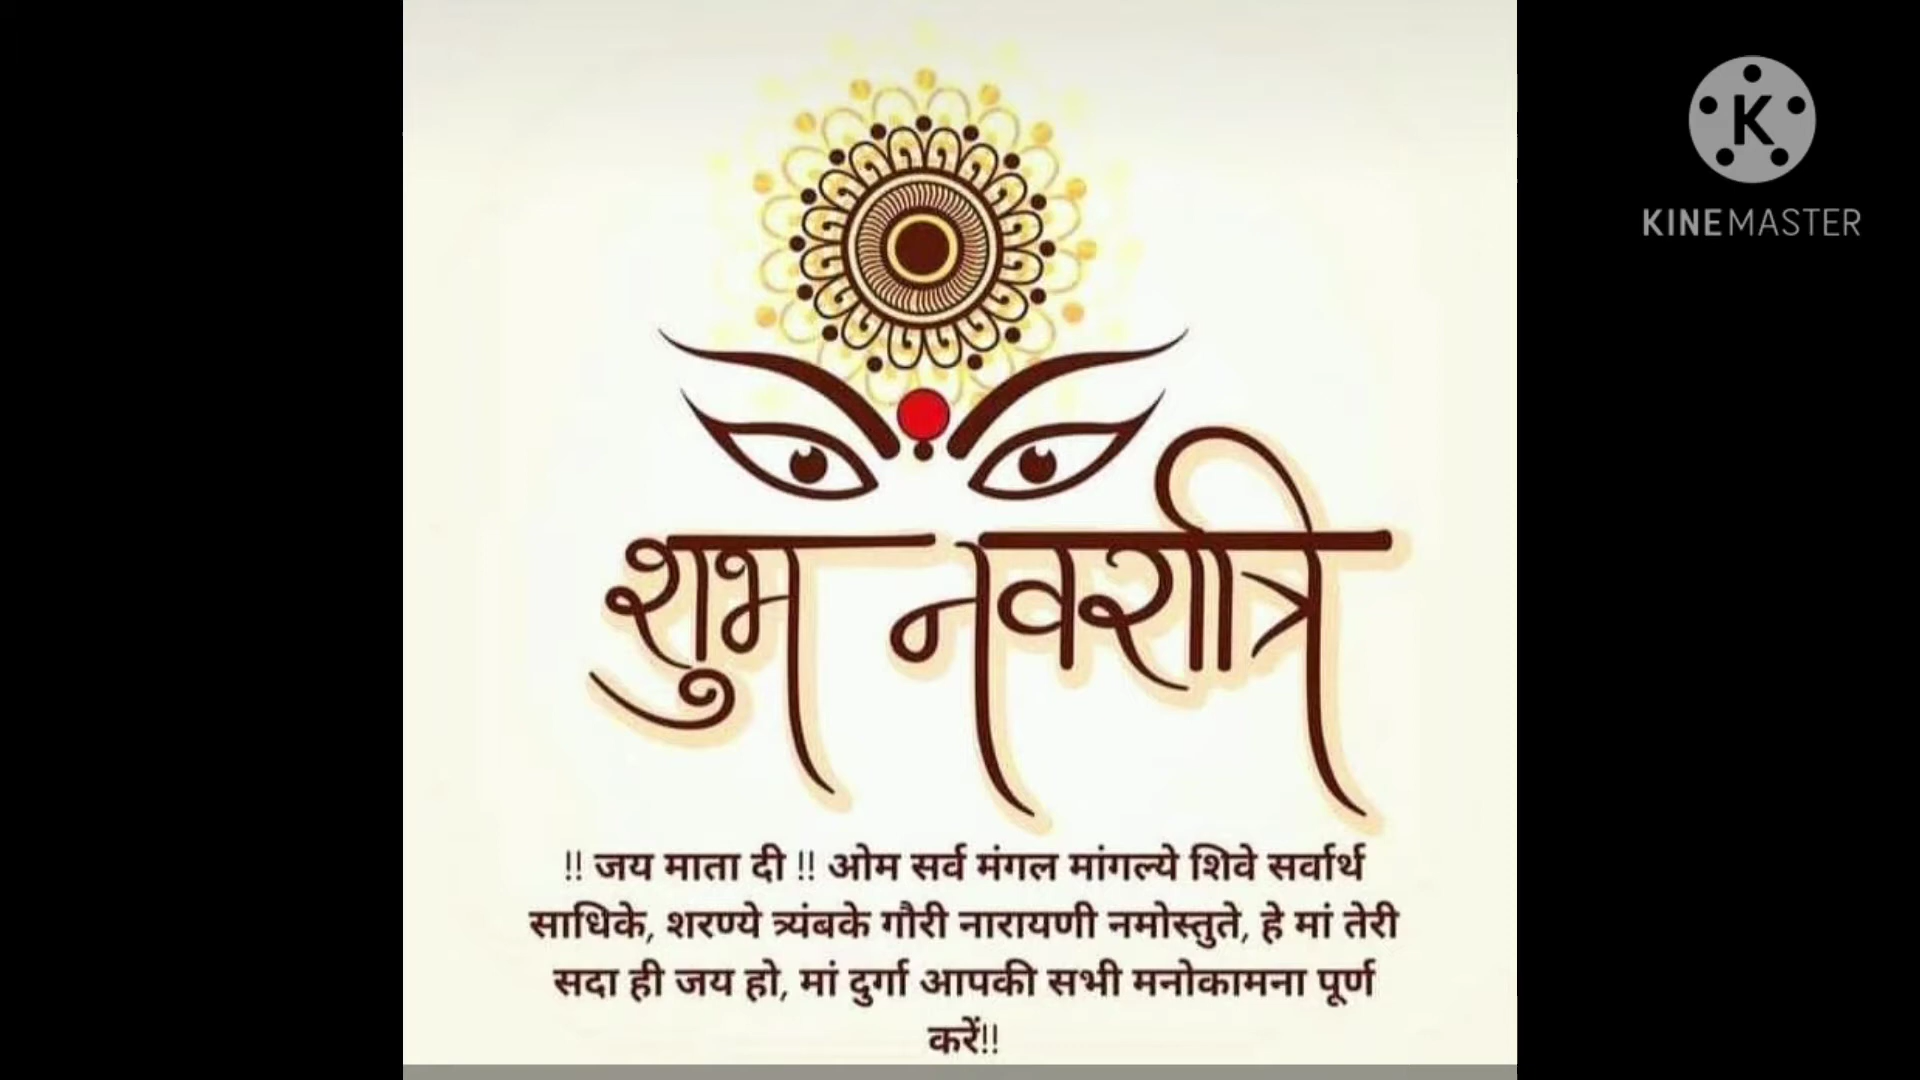 K
KINEMASTER
शुभ नवरात्रि
!! जय माता दी !! ओम सर्व मंगल मांगल्ये शिवे सर्वार्थ
साधिके, शरण्ये त्र्यंबके गौरी नारायणी नमोस्तुते, हे मां तेरी
सदा ही जय हो, मां दुर्गा आपकी सभी मनोकामना पूर्ण
करें!!